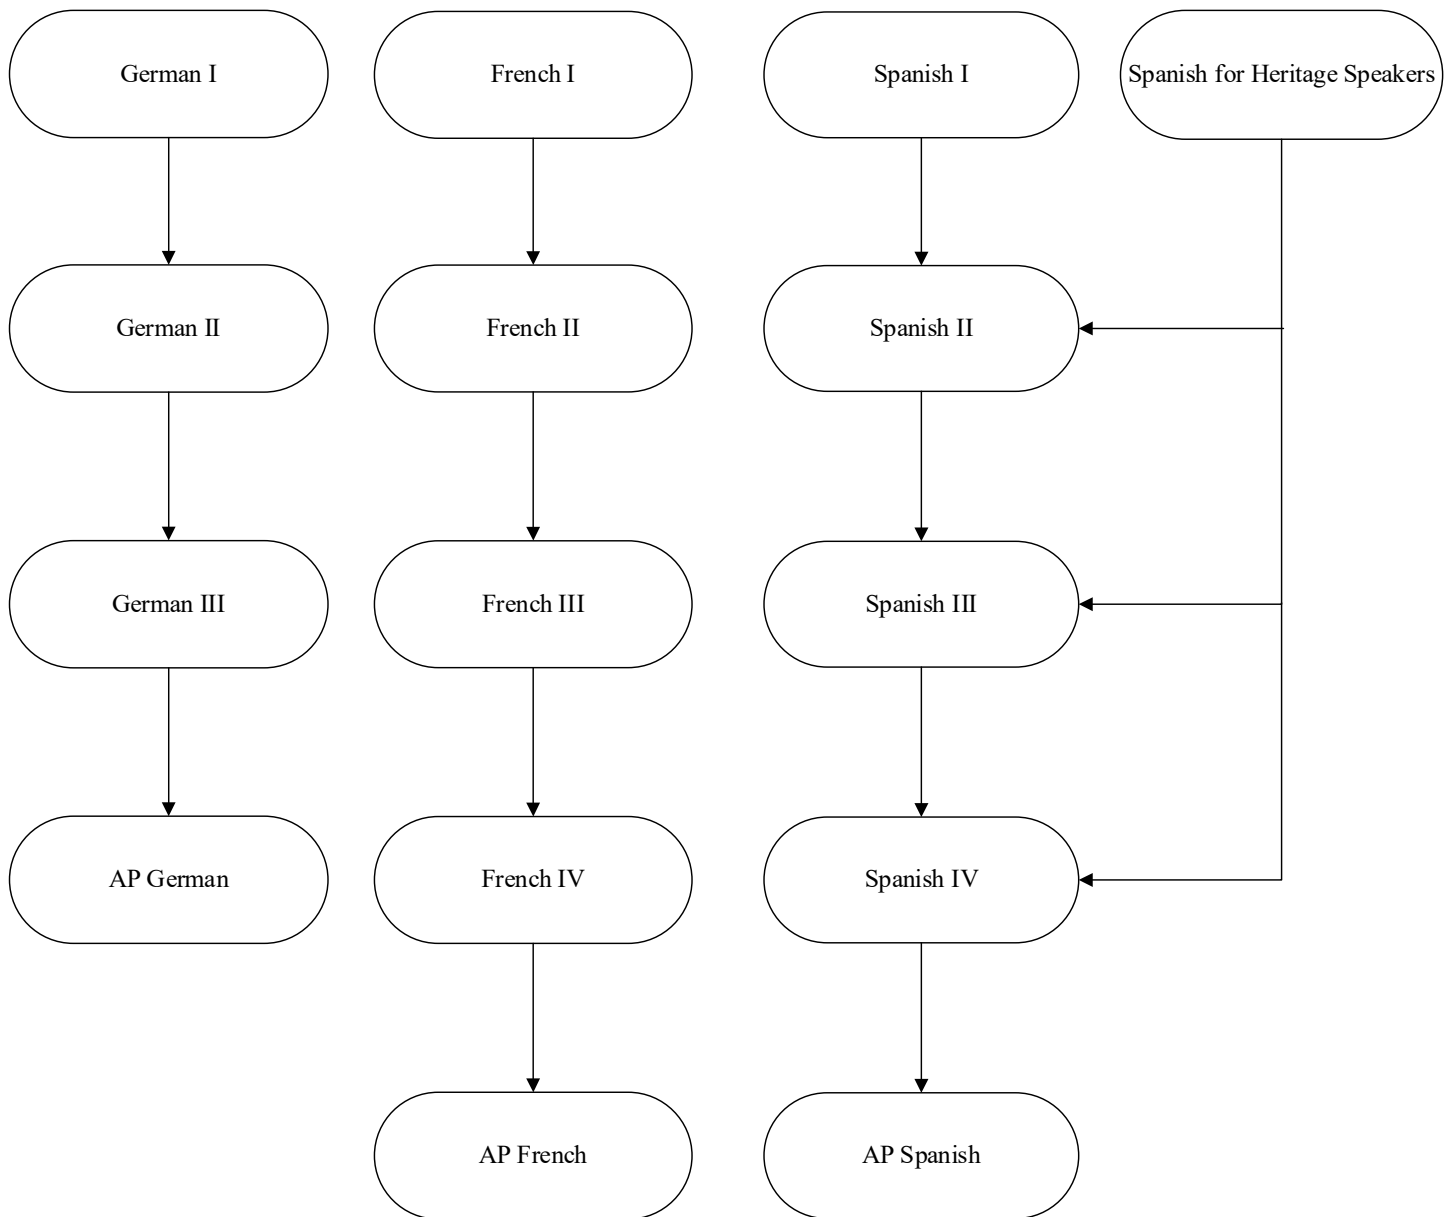 German I
French I
Spanish I
Spanish for Heritage Speakers
German II
French II
Spanish II
German III
French III
Spanish III
AP German
French IV
Spanish IV
AP French
AP Spanish